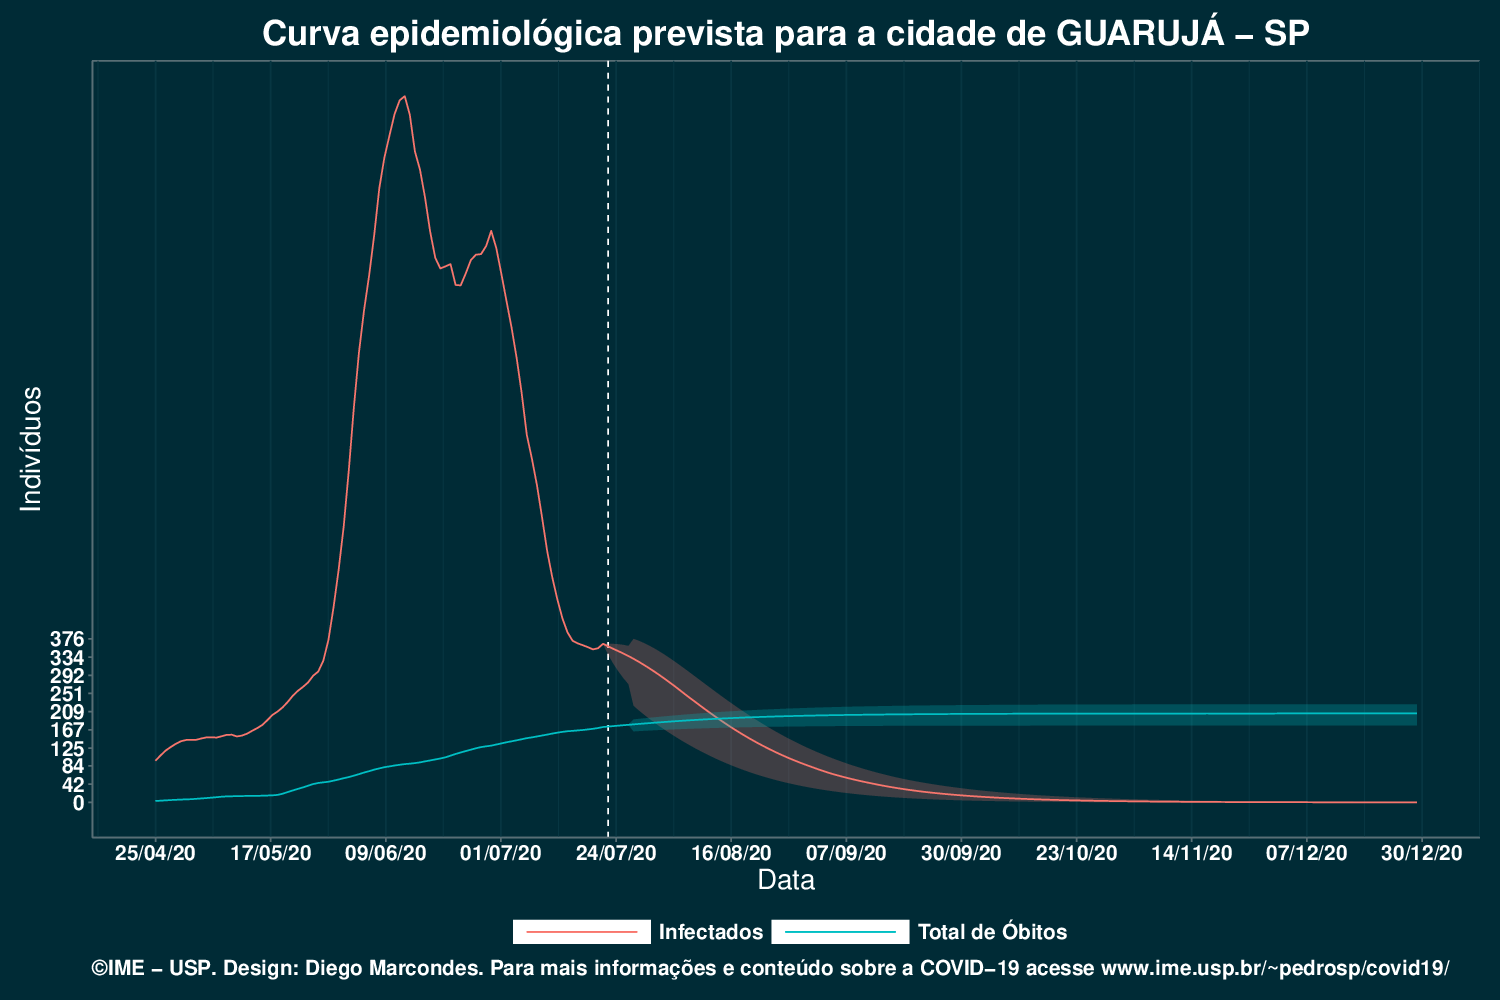 Curva epidemiológica prevista para a cidade de GUARUJÁ – SP
Indivíduos
376
334
292
251
209
167
125
84
42
0
25/04/20 17/05/20 09/06/20 01/07/20 24/07/20 16/08/20 07/09/20 30/09/20 23/10/20 14/11/20 07/12/20 30/12/20
Data
Infectados Total de Óbitos
©IME – USP. Design: Diego Marcondes. Para mais informações e conteúdo sobre a COVID–19 acesse www.ime.usp.br/~pedrosp/covid19/